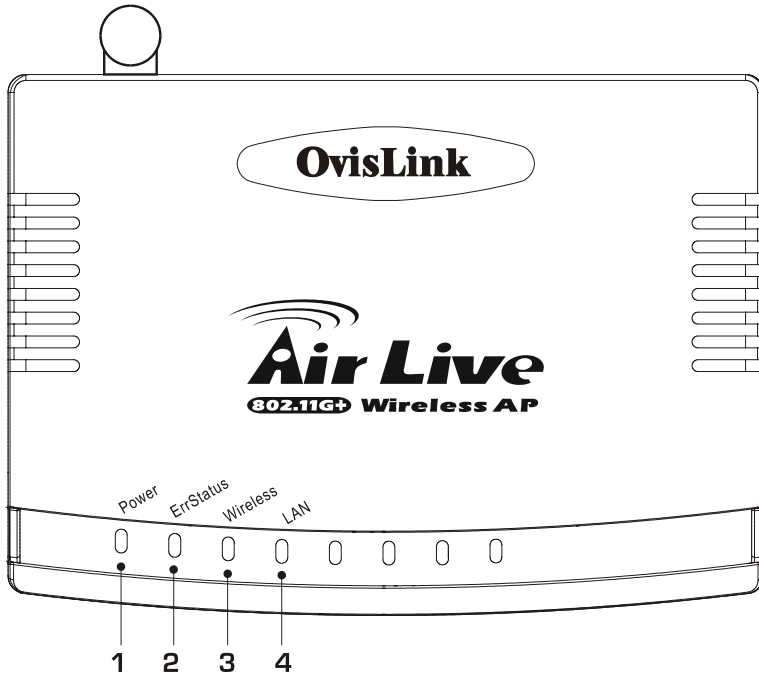 OvisLink
Air Live
802.11G+ Wireless AP
Power ErrStatus Wireless LAN
1 2 3 4